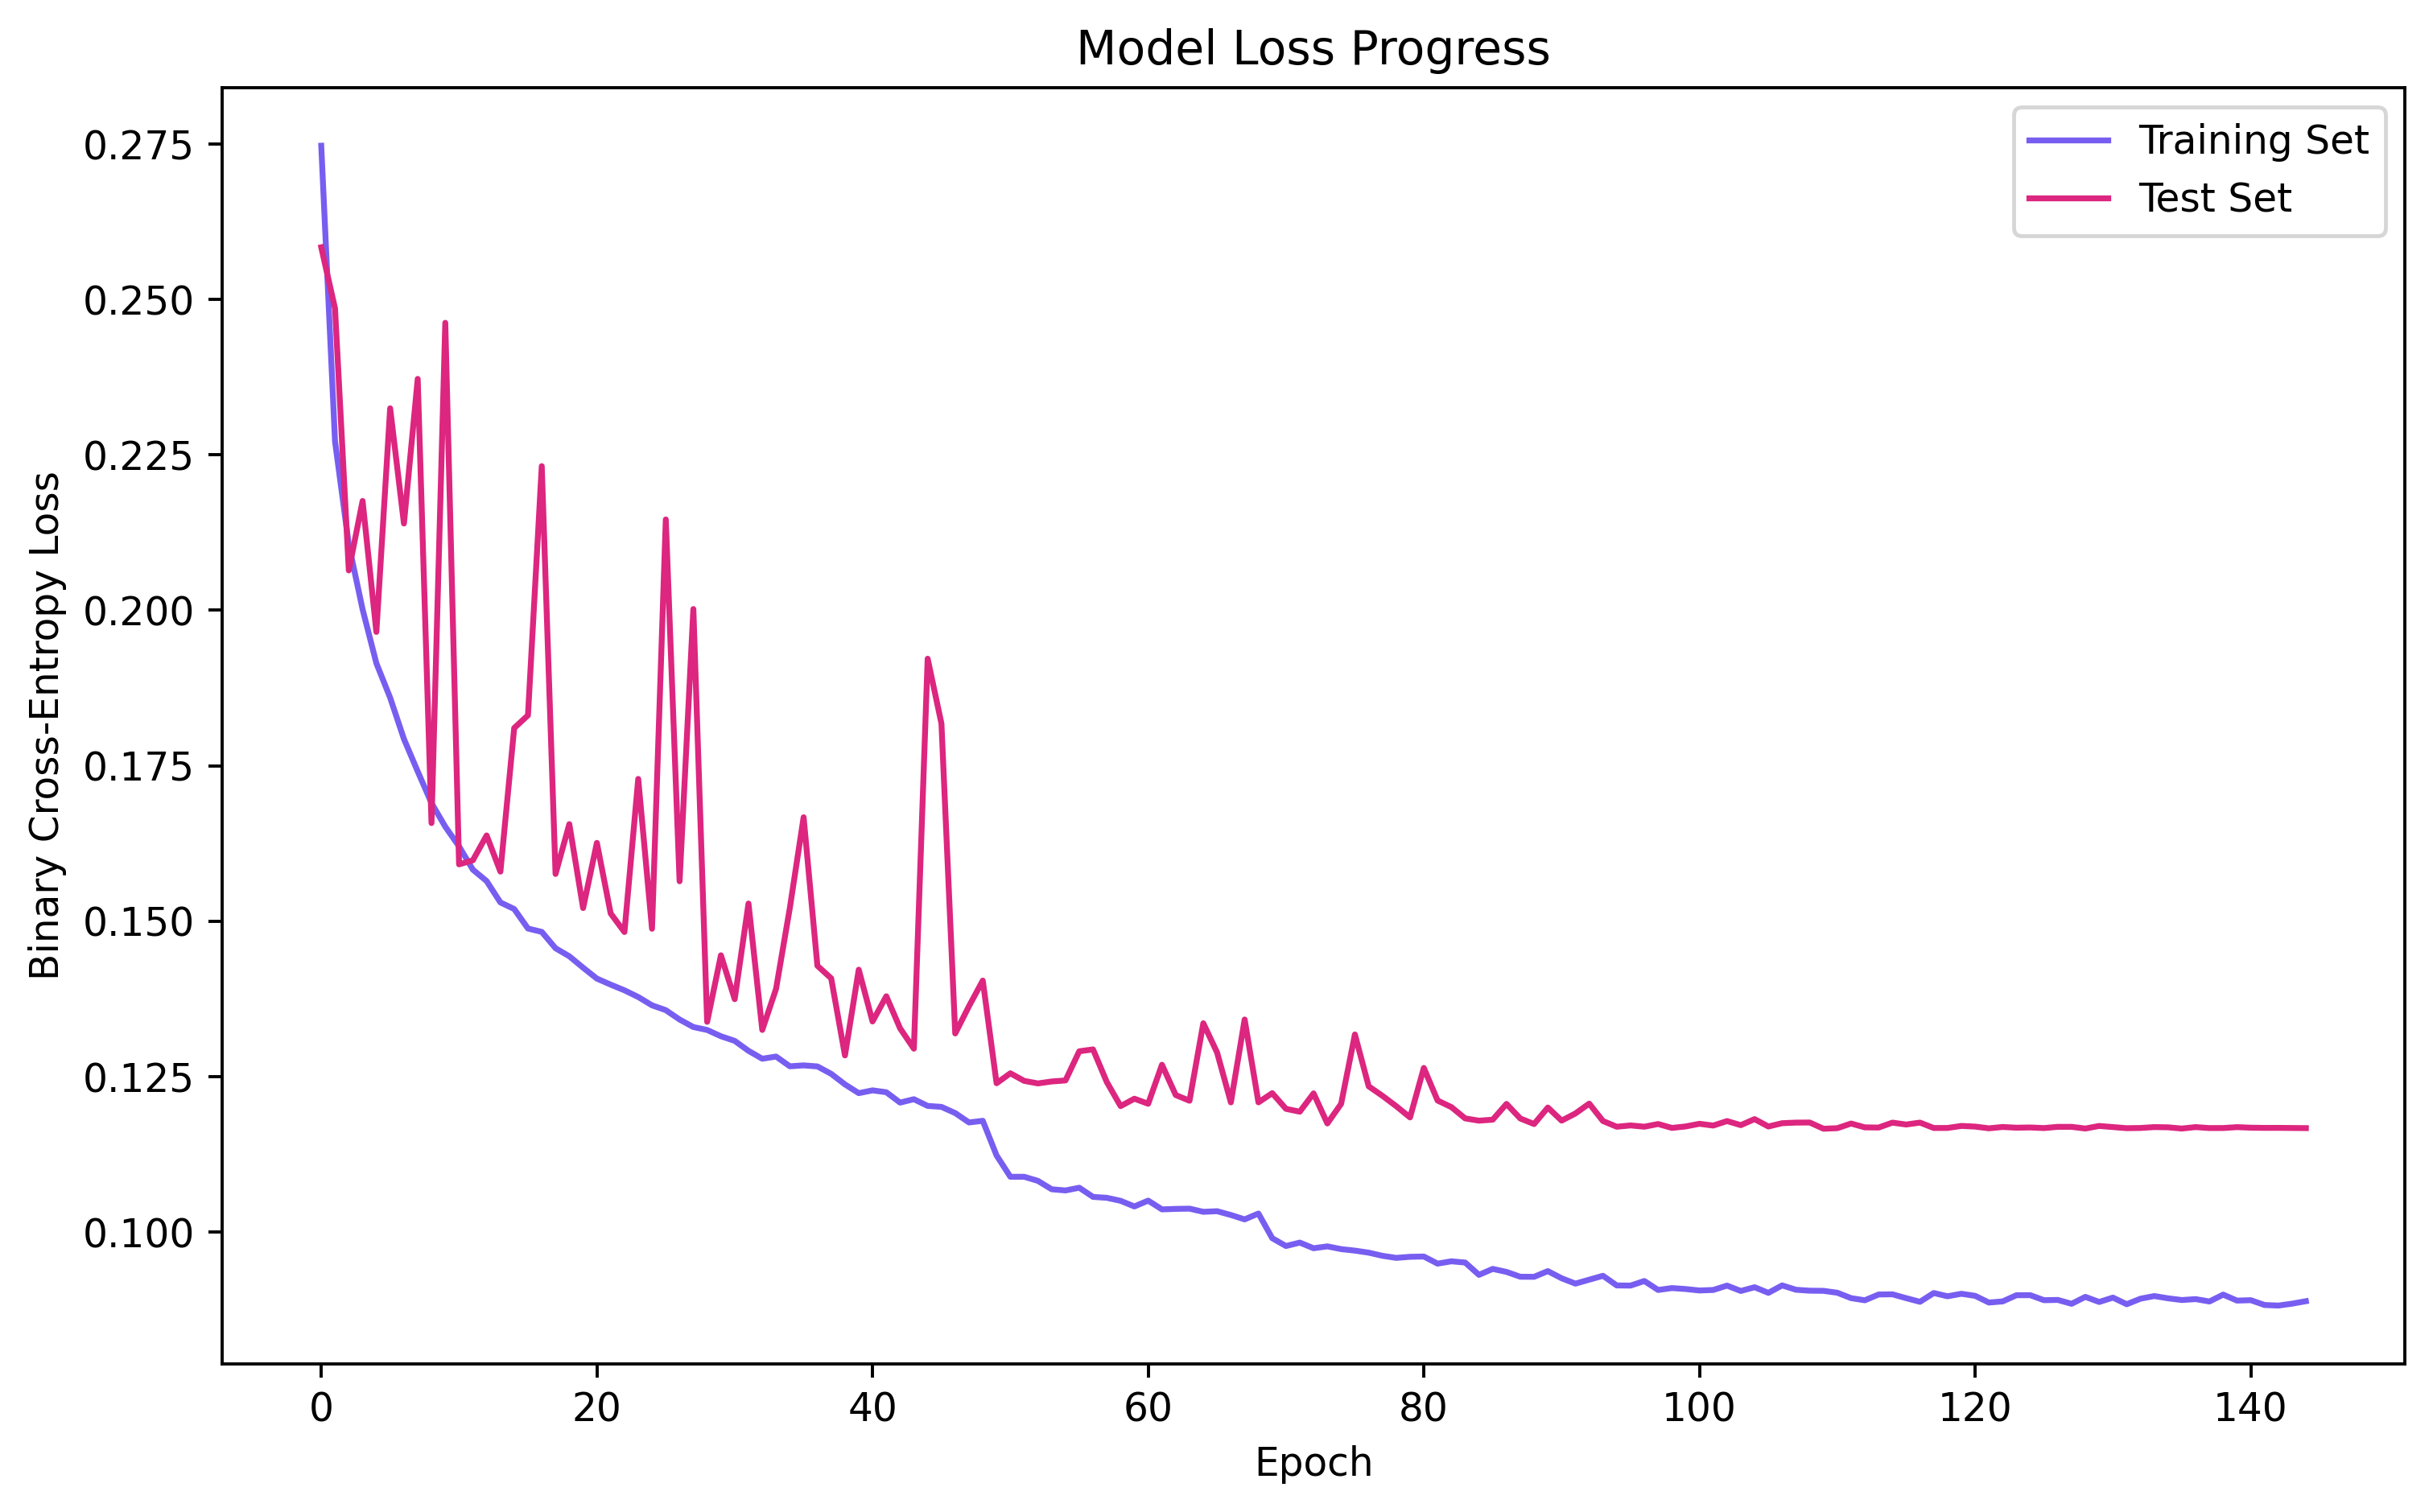 Model Loss Progress
Training Set
Test Set
Binary Cross-Entropy Loss
0.275
0.250
0.225
0.200
0.175
0.150
0.125
0.100
0 20 40 60 80 100 120 140
Epoch